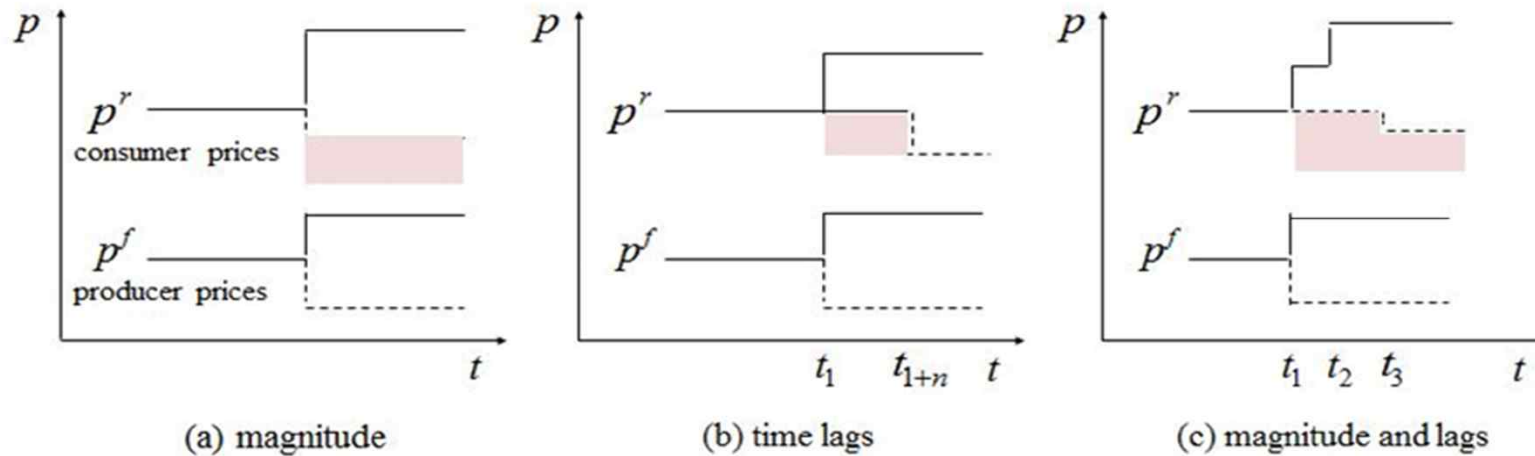 p
p^r
consumer prices
p^f
producer prices
t
(a) magnitude
p
p^r
p^f
t_1
t_{1+n}
t
(b) time lags
p
p^r
p^f
t_1
t_2
t_3
t
(c) magnitude and lags